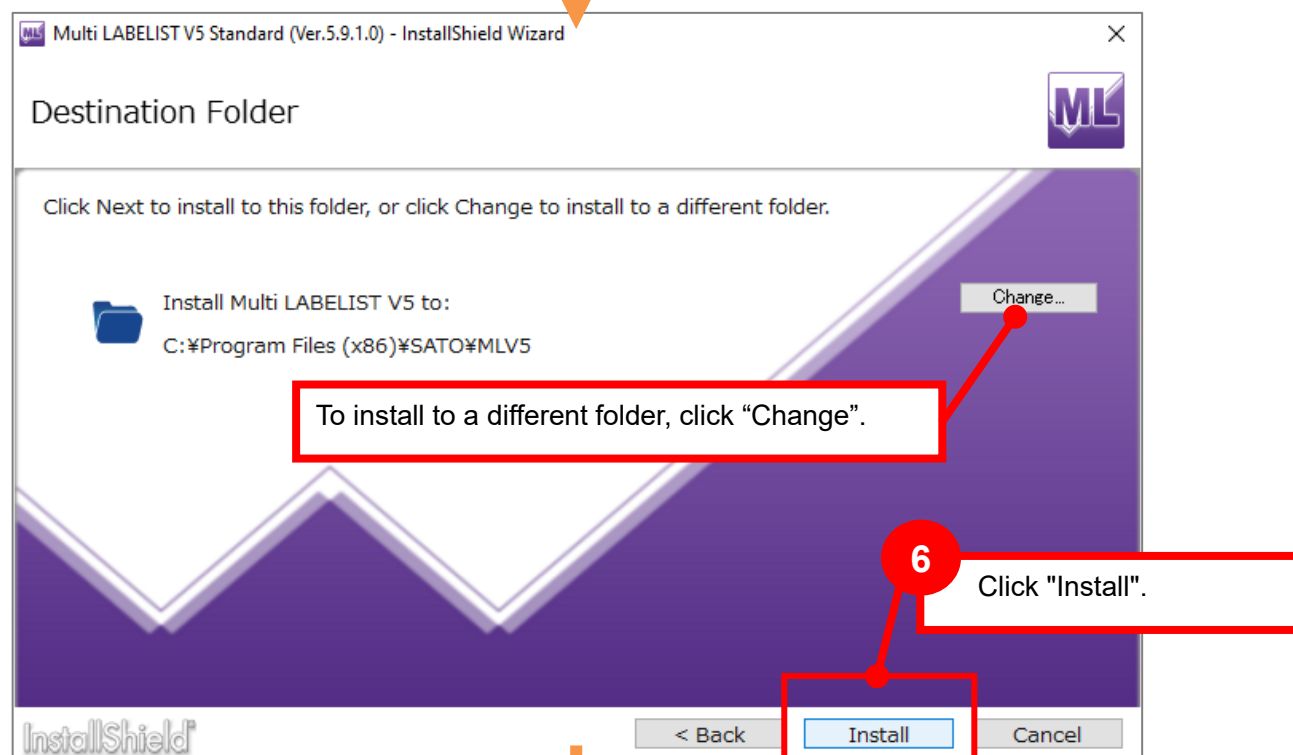 ML Multi LABELIST V5 Standard (Ver.5.9.1.0) - InstallShield Wizard
Destination Folder
ML
Click Next to install to this folder, or click Change to install to a different folder.
Install Multi LABELIST V5 to:
Change...
C:¥Program Files (x86)¥SATO¥MLV5
To install to a different folder, click “Change”.
6
Click "Install".
InstallShield
< Back
Install
Cancel